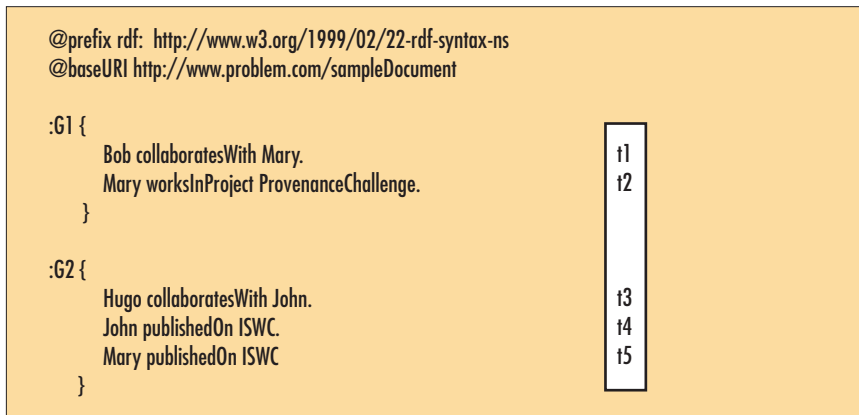 @prefix rdf: http://www.w3.org/1999/02/22-rdf-syntax-ns
@baseURI http://www.problem.com/sampleDocument
:G1 {
Bob collaboratesWith Mary. t1
Mary worksInProject ProvenanceChallenge. t2
}
:G2 {
Hugo collaboratesWith John. t3
John publishedOn ISWC. t4
Mary publishedOn ISWC t5
}